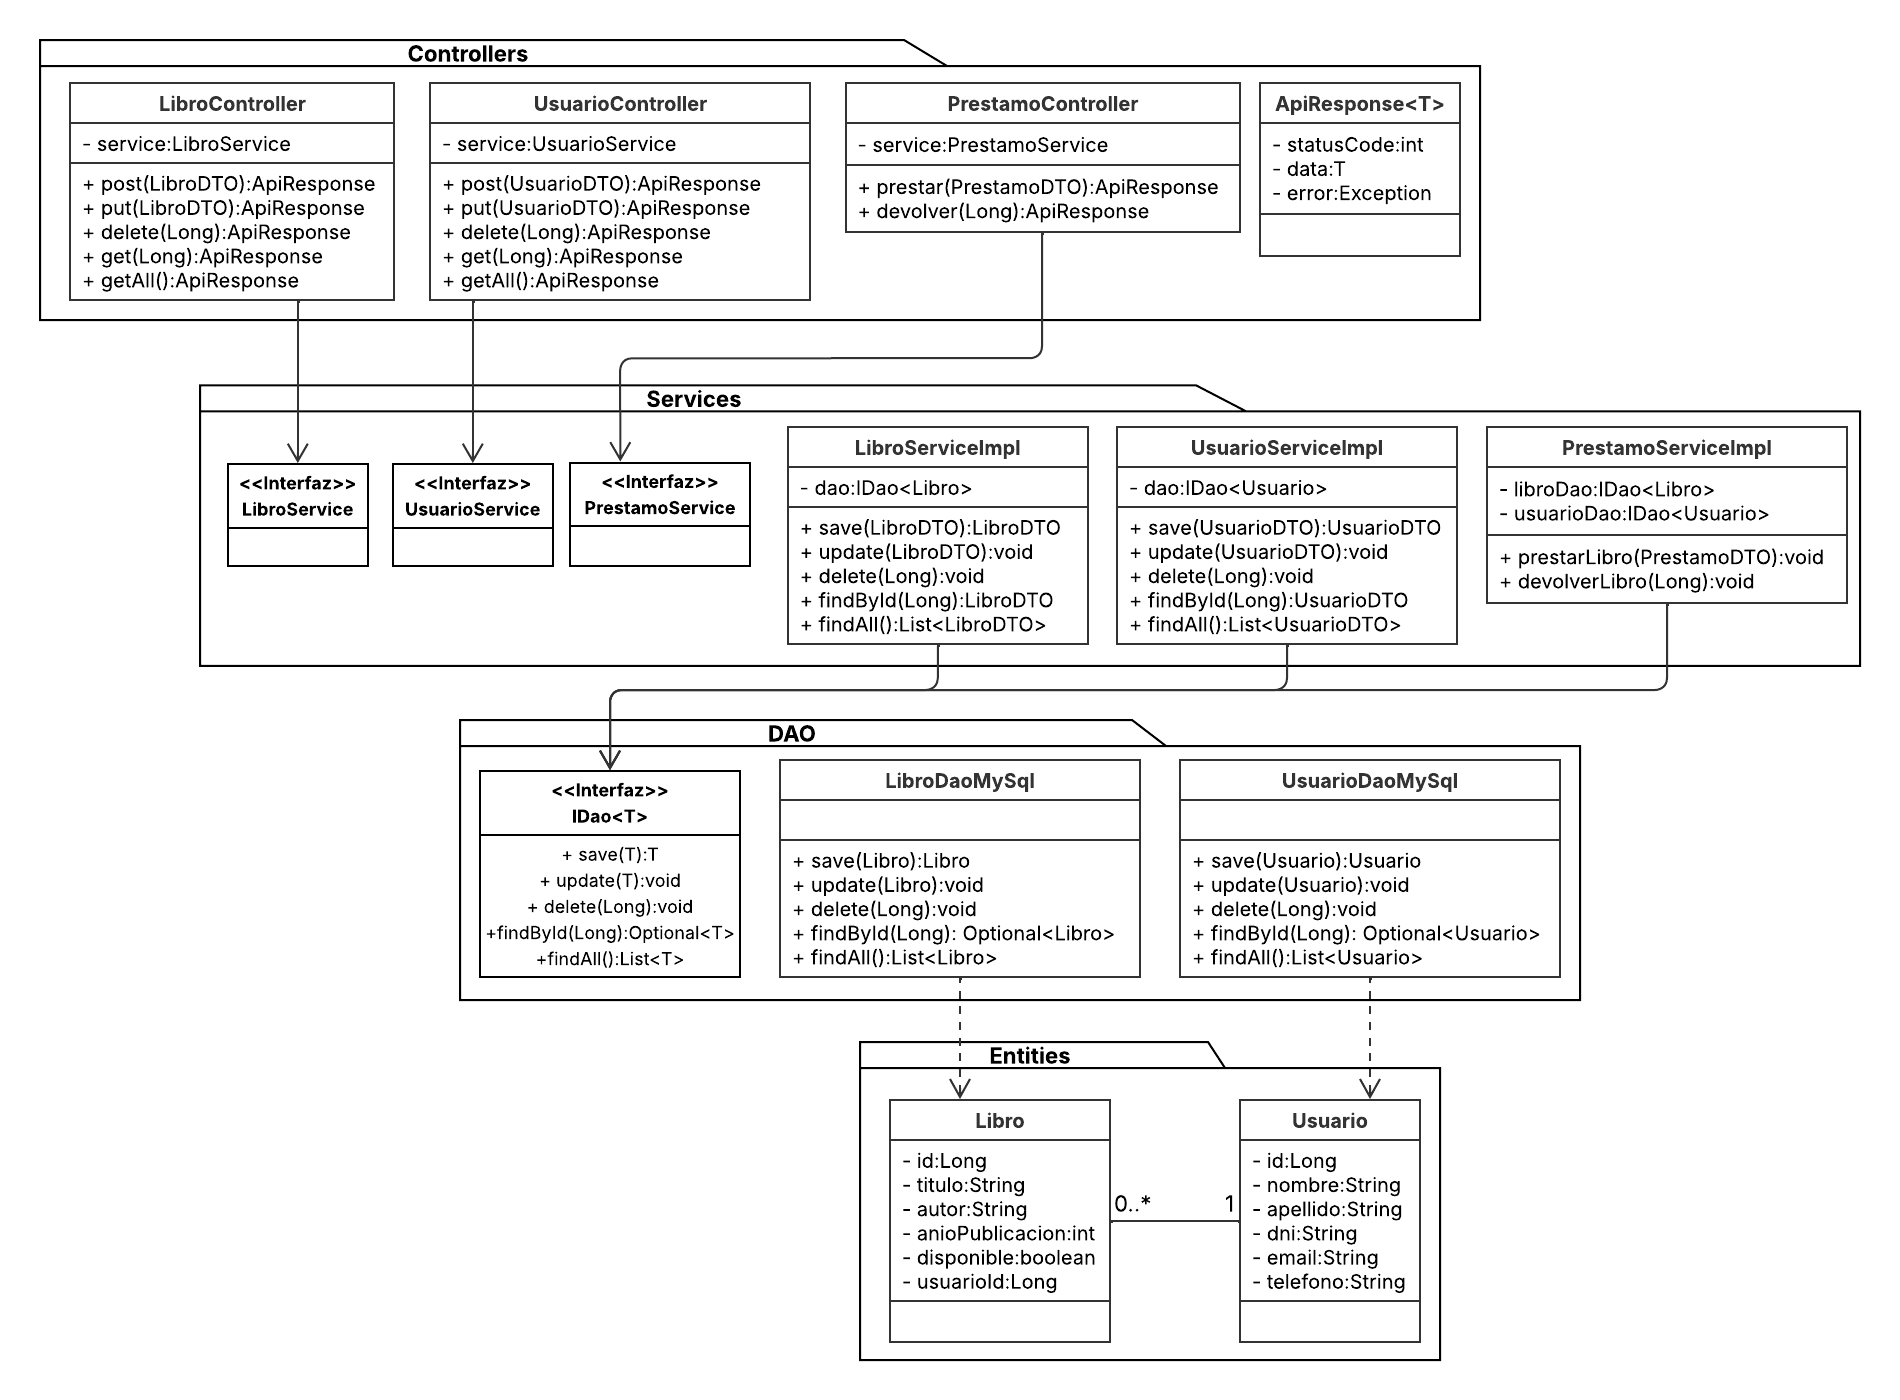 Controllers
LibroController
- service:LibroService
+ post(LibroDTO):ApiResponse
+ put(LibroDTO):ApiResponse
+ delete(Long):ApiResponse
+ get(Long):ApiResponse
+ getAll():ApiResponse
UsuarioController
- service:UsuarioService
+ post(UsuarioDTO):ApiResponse
+ put(UsuarioDTO):ApiResponse
+ delete(Long):ApiResponse
+ get(Long):ApiResponse
+ getAll():ApiResponse
PrestamoController
- service:PrestamoService
+ prestar(PrestamoDTO):ApiResponse
+ devolver(Long):ApiResponse
ApiResponse<T>
- statusCode:int
- data:T
- error:Exception
Services
<<Interfaz>>
LibroService
<<Interfaz>>
UsuarioService
<<Interfaz>>
PrestamoService
LibroServiceImpl
- dao:IDao<Libro>
+ save(LibroDTO):LibroDTO
+ update(LibroDTO):void
+ delete(Long):void
+ findById(Long):LibroDTO
+ findAll():List<LibroDTO>
UsuarioServiceImpl
- dao:IDao<Usuario>
+ save(UsuarioDTO):UsuarioDTO
+ update(UsuarioDTO):void
+ delete(Long):void
+ findById(Long):UsuarioDTO
+ findAll():List<UsuarioDTO>
PrestamoServiceImpl
- libroDao:IDao<Libro>
- usuarioDao:IDao<Usuario>
+ prestarLibro(PrestamoDTO):void
+ devolverLibro(Long):void
DAO
<<Interfaz>>
IDao<T>
+ save(T):T
+ update(T):void
+ delete(Long):void
+findById(Long):Optional<T>
+findAll():List<T>
LibroDaoMySql
+ save(Libro):Libro
+ update(Libro):void
+ delete(Long):void
+ findById(Long): Optional<Libro>
+ findAll():List<Libro>
UsuarioDaoMySql
+ save(Usuario):Usuario
+ update(Usuario):void
+ delete(Long):void
+ findById(Long): Optional<Usuario>
+ findAll():List<Usuario>
Entities
Libro
- id:Long
- titulo:String
- autor:String
- anioPublicacion:int
- disponible:boolean
- usuarioId:Long
0..*
1
Usuario
- id:Long
- nombre:String
- apellido:String
- dni:String
- email:String
- telefono:String